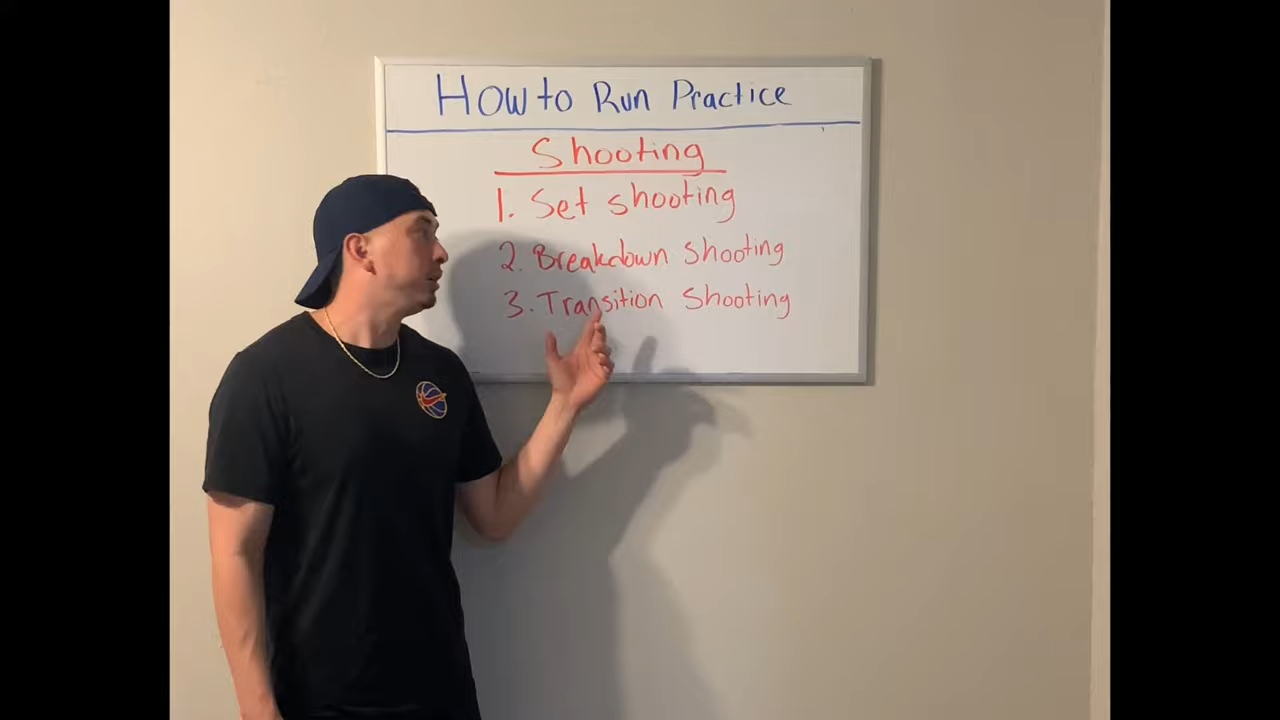 How to Run Practice
Shooting
1. Set shooting
2. Breakdown shooting
3. Transition Shooting